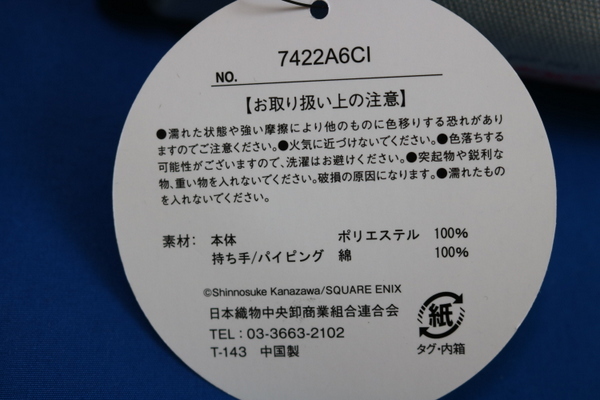 NO. 7422A6CI
【お取り扱い上の注意】
●濡れた状態や強い摩擦により他のものに色移りする恐れがあり
ますのでご注意ください。●火気に近づけないでください。●色落ちする
可能性がございますので、洗濯はお避けください。●突起物や鋭利な
物、重い物を入れないでください。破損の原因になります。●濡れたもの
を入れないでください。
素材： 本体 ポリエステル 100%
持ち手/パイピング 綿 100%
©Shinnosuke Kanazawa/SQUARE ENIX
日本織物中央卸商業組合連合会
TEL：03-3663-2102
T-143 中国製
紙
タグ・内箱